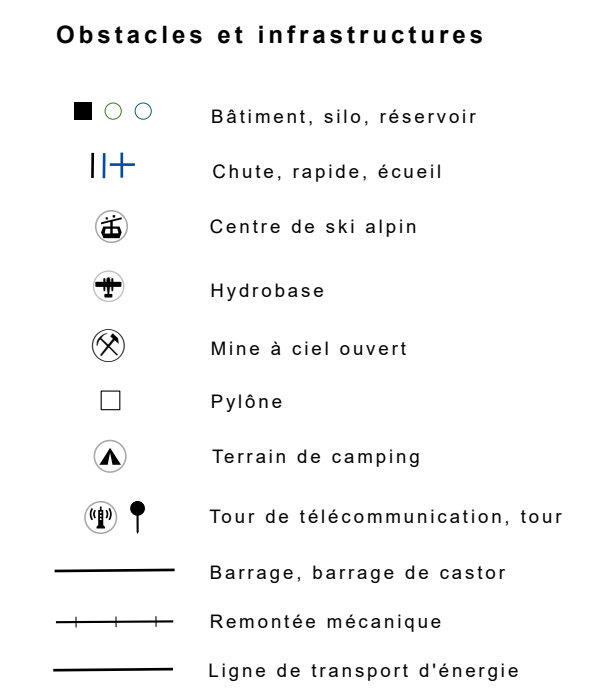 Obstacles et infrastructures
Bâtiment, silo, réservoir
Chute, rapide, écueil
Centre de ski alpin
Hydrobase
Mine à ciel ouvert
Pylône
Terrain de camping
Tour de télécommunication, tour
Barrage, barrage de castor
Remontée mécanique
Ligne de transport d'énergie